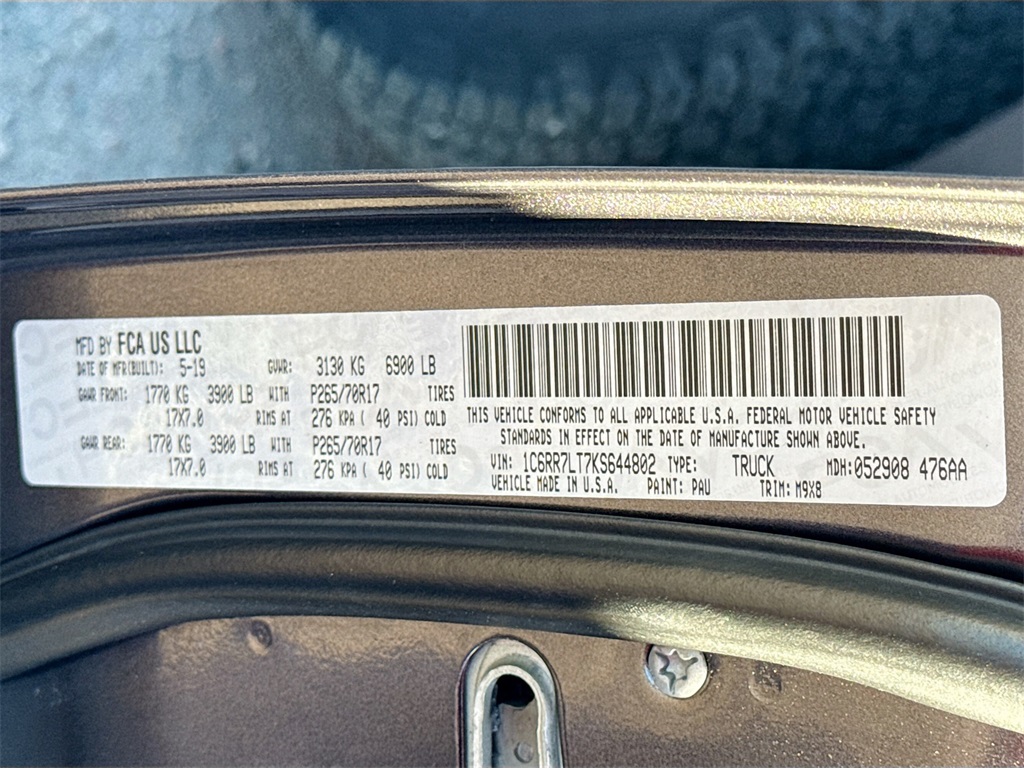 MFD BY FCA US LLC
DATE OF MFR(BUILT): 5-19 GVWR: 3130 KG 6900 LB
GAWR FRONT: 1770 KG 3900 LB WITH P265/70R17 TIRES
17X7.0 RIMS AT 276 KPA ( 40 PSI) COLD
GAWR REAR: 1770 KG 3900 LB WITH P265/70R17 TIRES
17X7.0 RIMS AT 276 KPA ( 40 PSI) COLD
THIS VEHICLE CONFORMS TO ALL APPLICABLE U.S.A. FEDERAL MOTOR VEHICLE SAFETY
STANDARDS IN EFFECT ON THE DATE OF MANUFACTURE SHOWN ABOVE.
VIN: 1C6RR7LT7KS644802 TYPE: TRUCK MDH:052908 476AA
VEHICLE MADE IN U.S.A. PAINT: PAU TRIM: M9X8